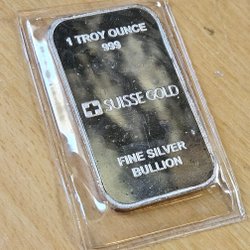 1 TROY OUNCE
999
SUISSE GOLD
FINE SILVER
BULLION